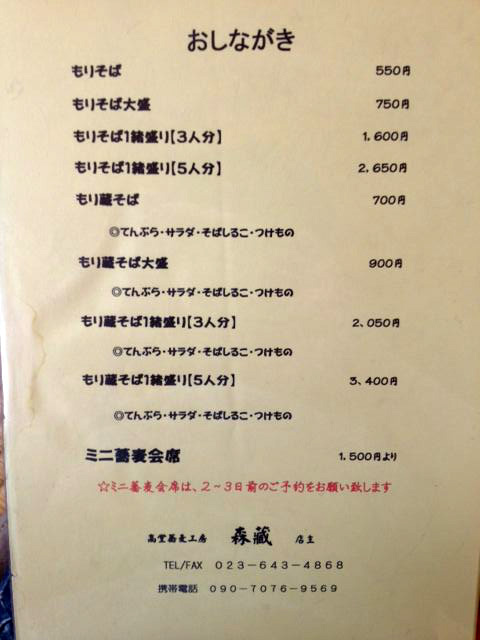 おしながき
もりそば 550円
もりそば大盛 750円
もりそば1緒盛り【3人分】 1,600円
もりそば1緒盛り【5人分】 2,650円
もり蔵そば 700円
◎てんぷら・サラダ・そばしるこ・つけもの
もり蔵そば大盛 900円
◎てんぷら・サラダ・そばしるこ・つけもの
もり蔵そば1緒盛り【3人分】 2、050円
◎てんぷら・サラダ・そばしるこ・つけもの
もり蔵そば1緒盛り【5人分】 3、400円
◎てんぷら・サラダ・そばしるこ・つけもの
ミニ蕎麦会席 1.500円より
☆ミニ蕎麦会席は、2~3日前のご予約をお願い致します
高堂蕎麦工房 森藏 店主
TEL/FAX 023-643-4868
携帯電話 090-7076-9569